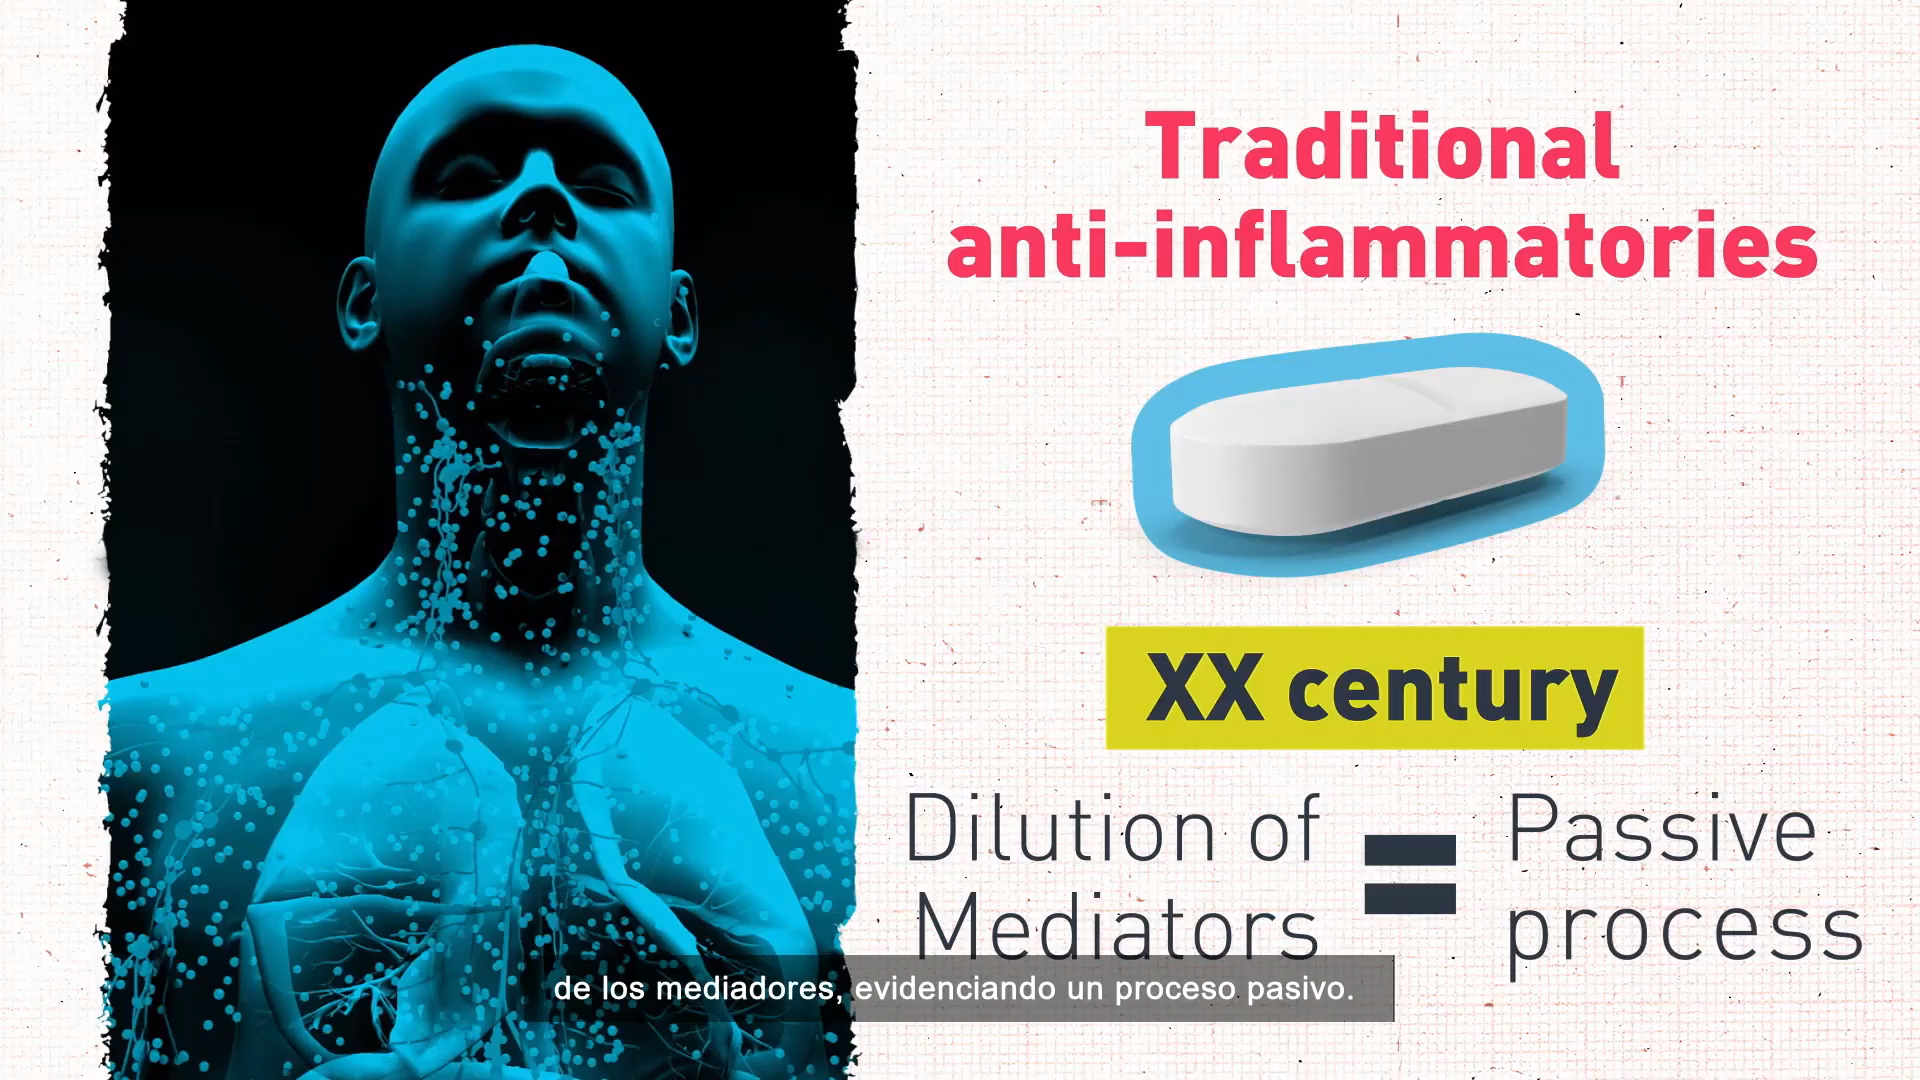 Traditional
anti-inflammatories
XX century
Dilution of
Mediators
=
Passive
process
de los mediadores, evidenciando un proceso pasivo.